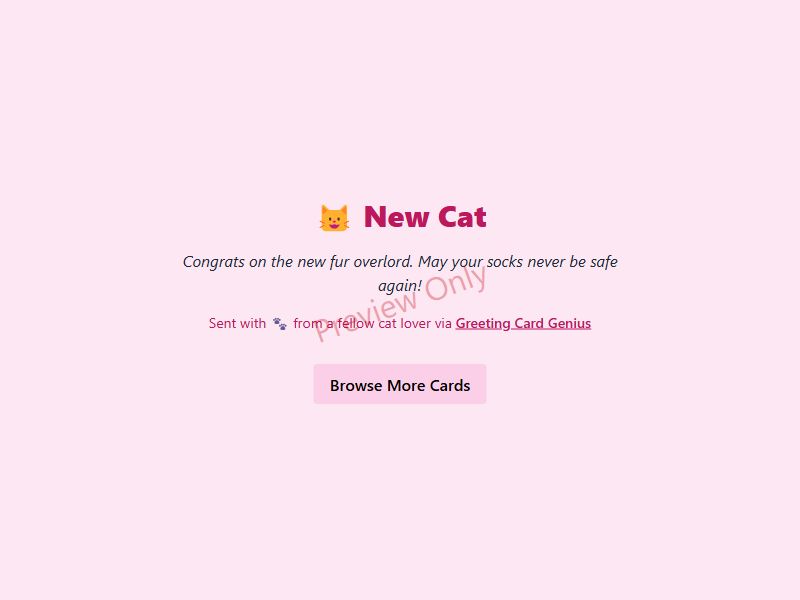 New Cat
Congrats on the new fur overlord. May your socks never be safe
again!
Preview Only
Sent with 🐾 from a fellow cat lover via Greeting Card Genius
Browse More Cards